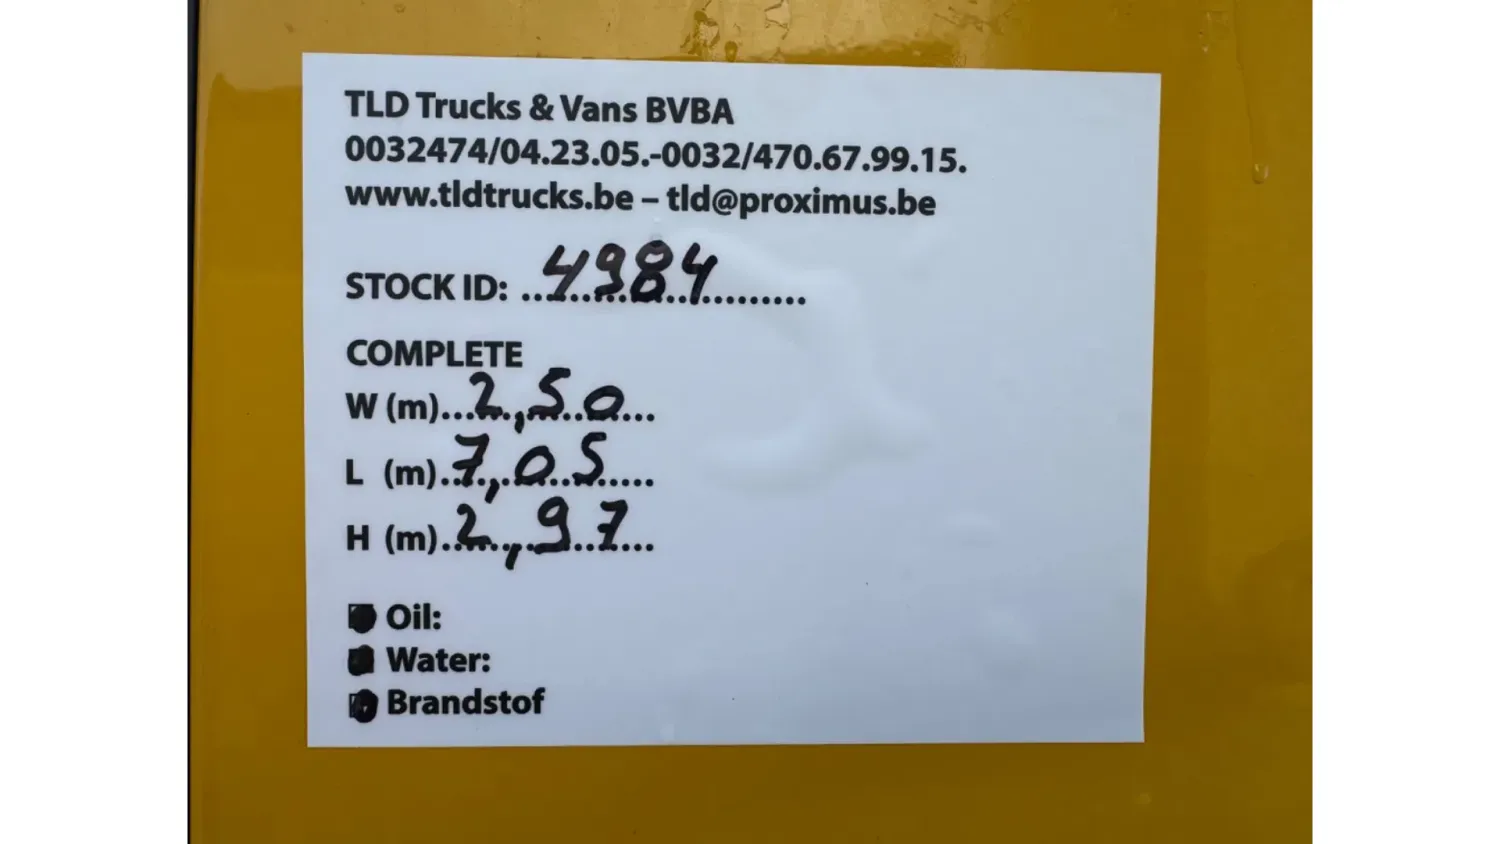 TLD Trucks & Vans BVBA
0032474/04.23.05.-0032/470.67.99.15.
www.tldtrucks.be – tld@proximus.be
STOCK ID: 4984
COMPLETE
W (m) 2,50
L (m) 7,05
H (m) 2,97
Oil:
Water:
Brandstof